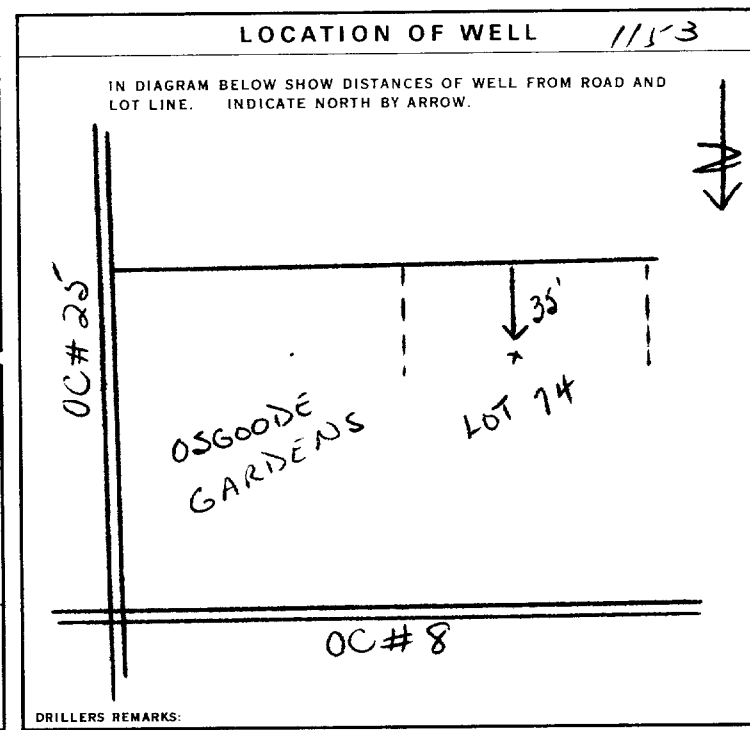 LOCATION OF WELL 1153
IN DIAGRAM BELOW SHOW DISTANCES OF WELL FROM ROAD AND
LOT LINE. INDICATE NORTH BY ARROW.
N
OC# 25
35'
OSGOODE
GARDENS
LOT 74
OC# 8
DRILLERS REMARKS: